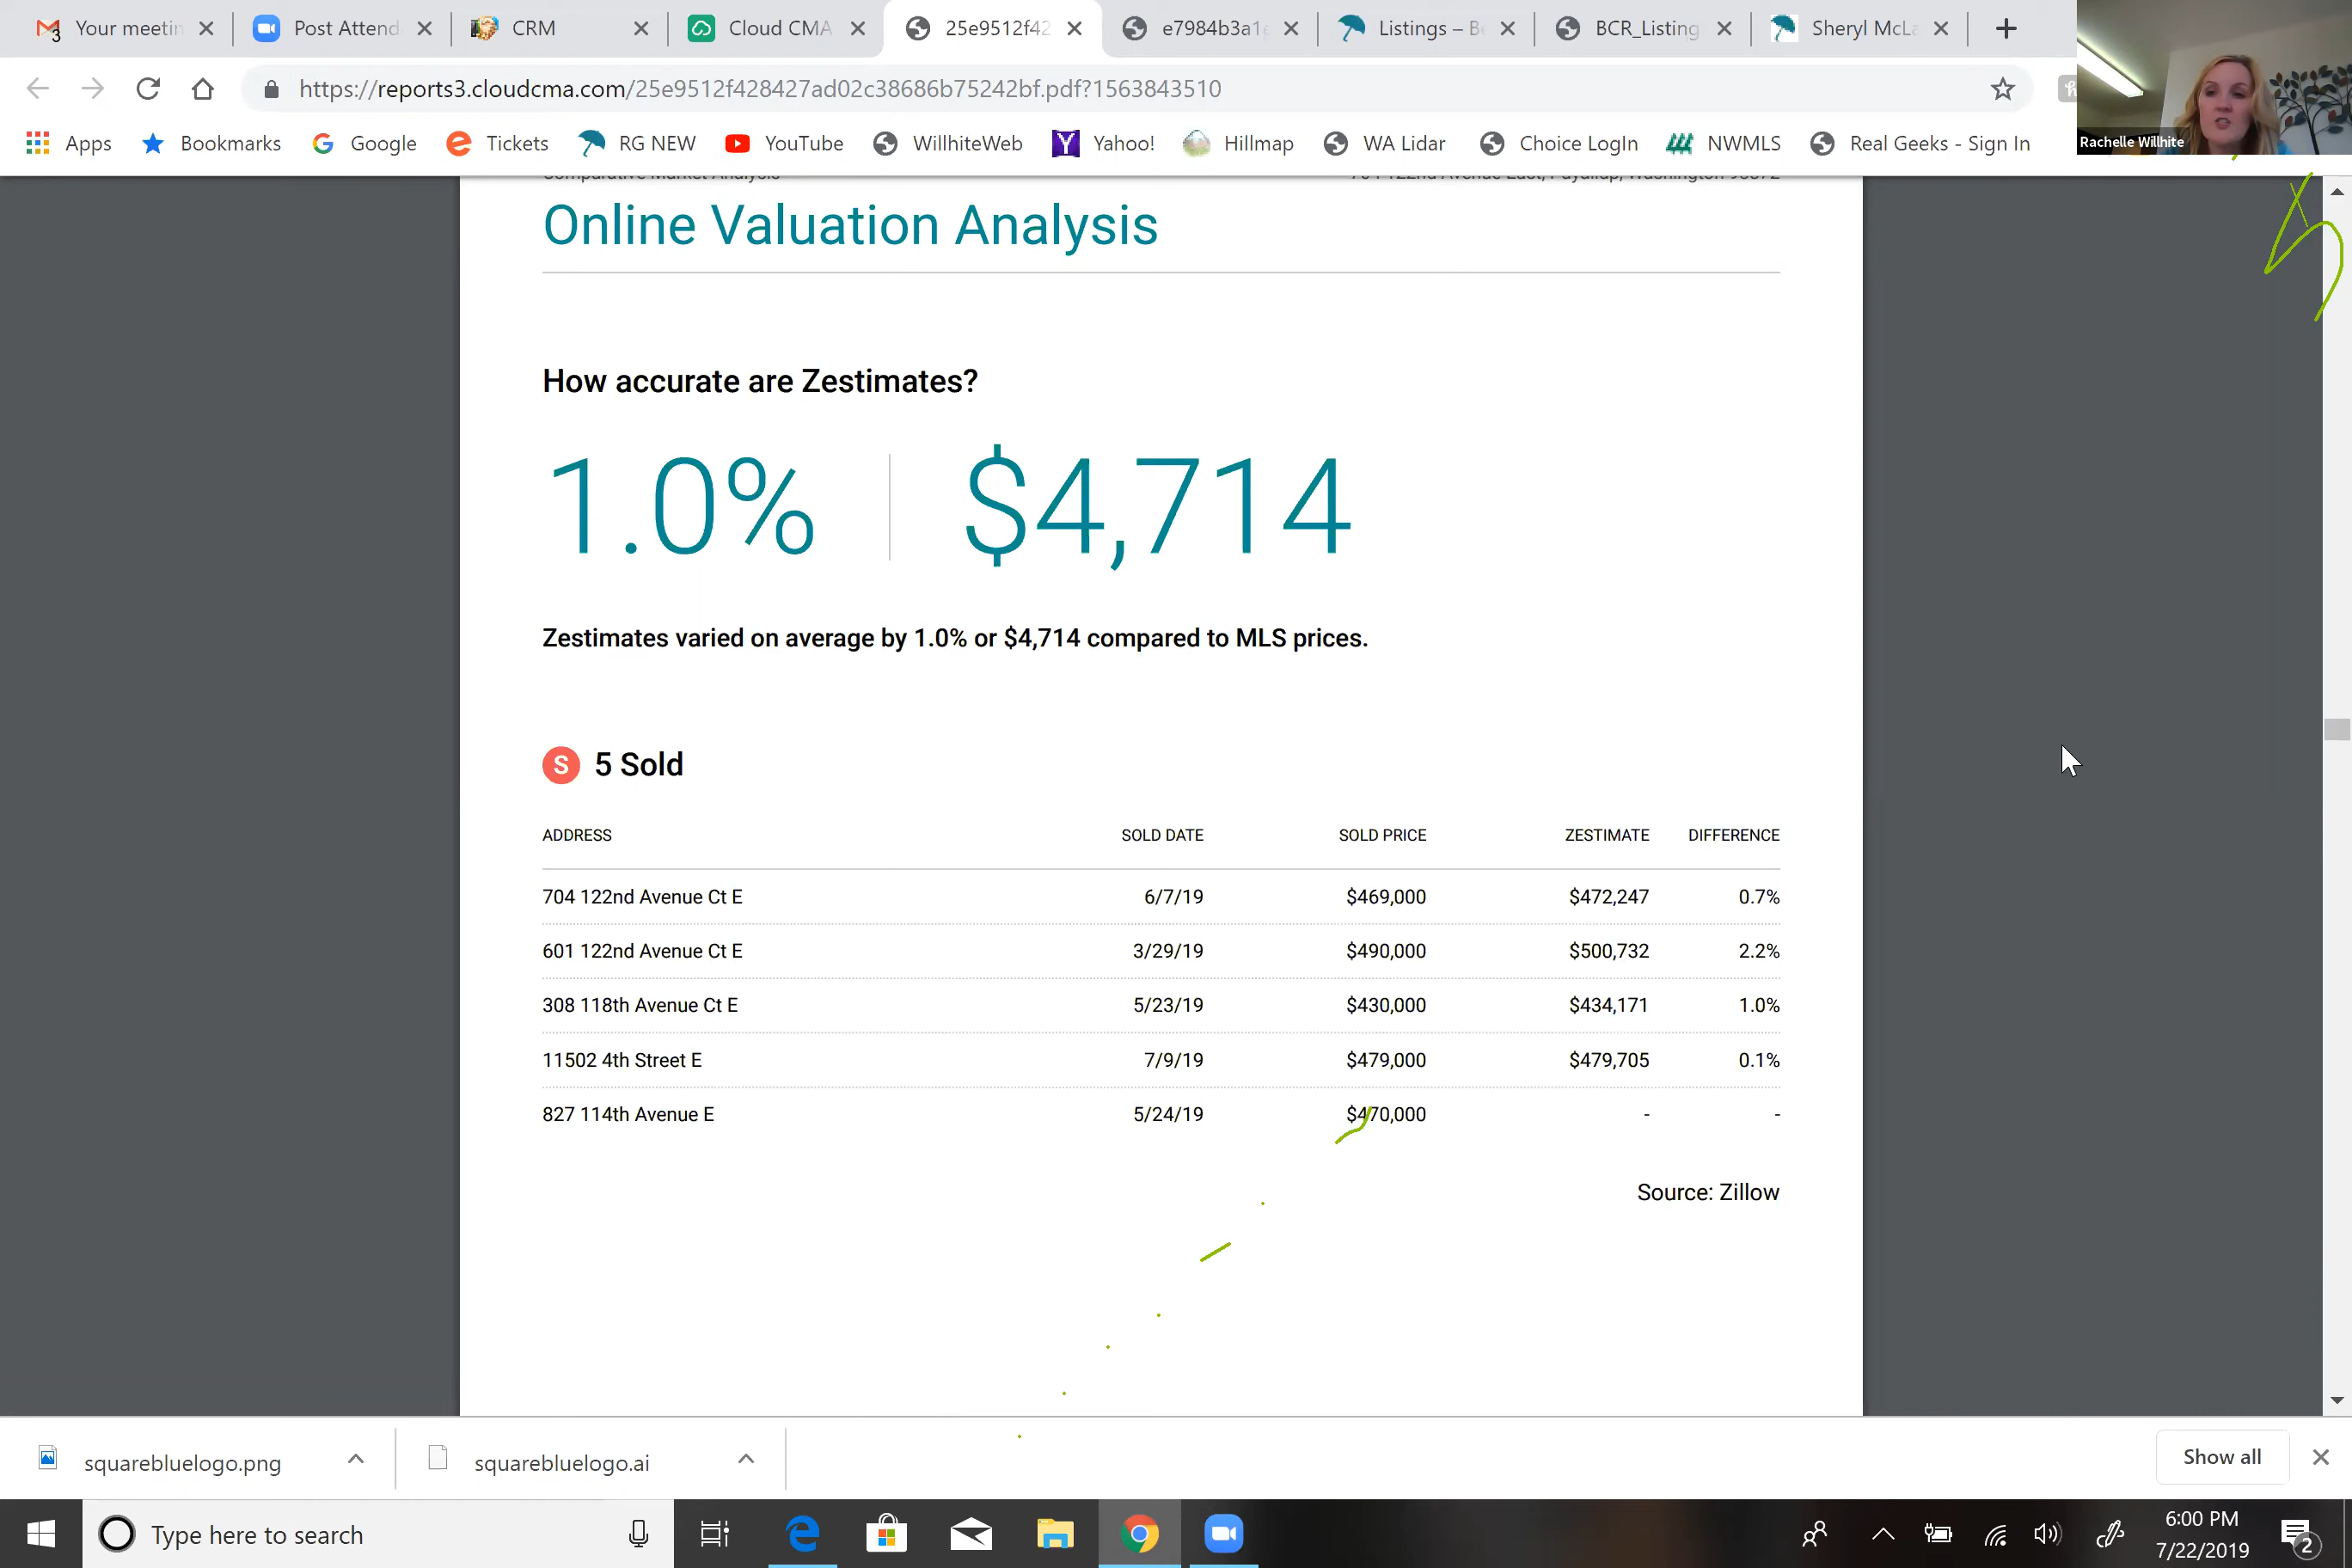 Your meetin
Post Attend
CRM
Cloud CMA
25e9512f42
e7984b3a1
Listings – B
BCR_Listing
Sheryl McLa
https://reports3.cloudcma.com/25e9512f428427ad02c38686b75242bf.pdf?1563843510
Apps
Bookmarks
Google
Tickets
RG NEW
YouTube
WillhiteWeb
Yahoo!
Hillmap
WA Lidar
Choice LogIn
NWMLS
Real Geeks - Sign In
Rachelle Willhite
Comparative Market Analysis
Online Valuation Analysis
How accurate are Zestimates?
1.0% $4,714
Zestimates varied on average by 1.0% or $4,714 compared to MLS prices.
S 5 Sold
ADDRESS SOLD DATE SOLD PRICE ZESTIMATE DIFFERENCE
704 122nd Avenue Ct E 6/7/19 $469,000 $472,247 0.7%
601 122nd Avenue Ct E 3/29/19 $490,000 $500,732 2.2%
308 118th Avenue Ct E 5/23/19 $430,000 $434,171 1.0%
11502 4th Street E 7/9/19 $479,000 $479,705 0.1%
827 114th Avenue E 5/24/19 $470,000 - -
Source: Zillow
squarebluelogo.png
squarebluelogo.ai
Show all
Type here to search
6:00 PM
7/22/2019
2